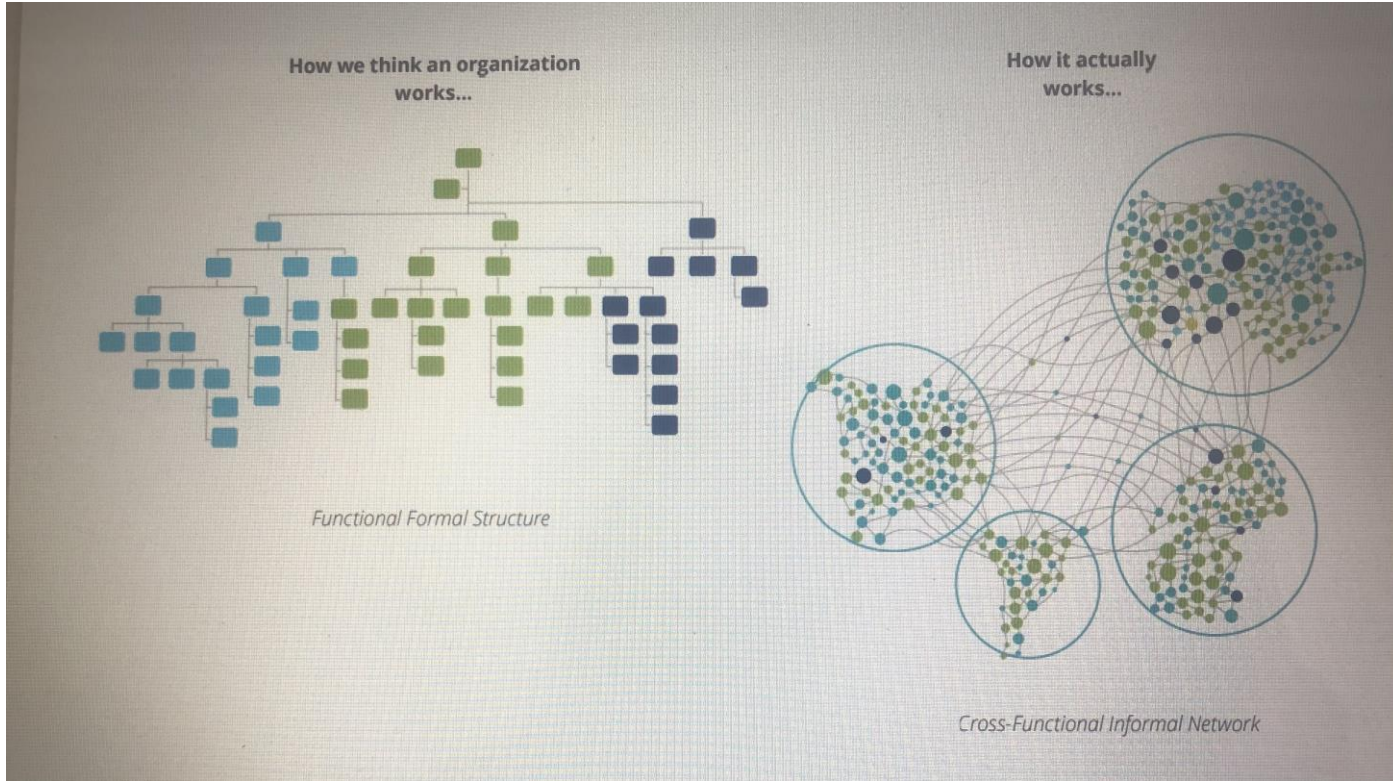 How we think an organization
works...
How it actually
works...
Functional Formal Structure
Cross-Functional Informal Network